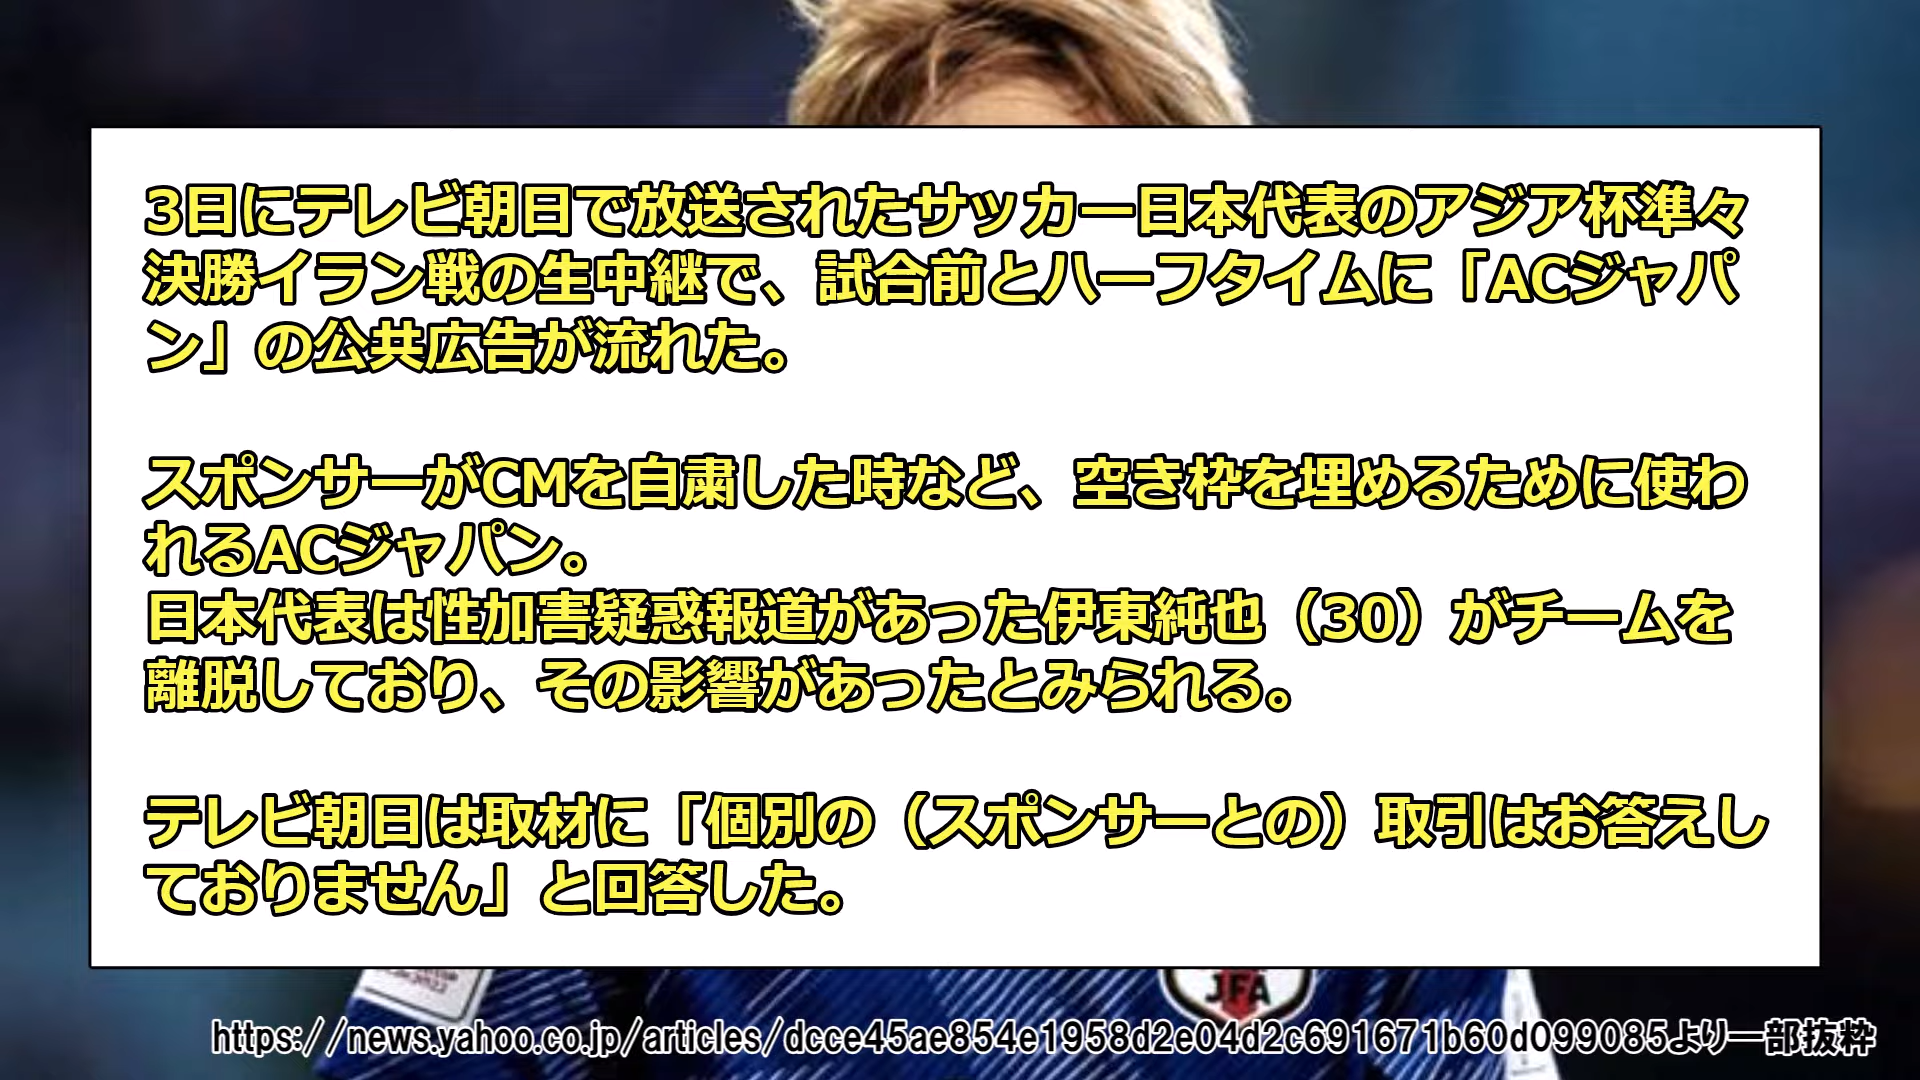 3日にテレビ朝日で放送されたサッカー日本代表のアジア杯準々
決勝イラン戦の生中継で、試合前とハーフタイムに「ACジャパ
ン」の公共広告が流れた。
スポンサーがCMを自粛した時など、空き枠を埋めるために使わ
れるACジャパン。
日本代表は性加害疑惑報道があった伊東純也（30）がチームを
離脱しており、その影響があったとみられる。
テレビ朝日は取材に「個別の（スポンサーとの）取引はお答えし
ておりません」と回答した。
JFA
https://news.yahoo.co.jp/articles/dcce45ae854e1958d2e04d2c691671b60d099085より一部抜粋